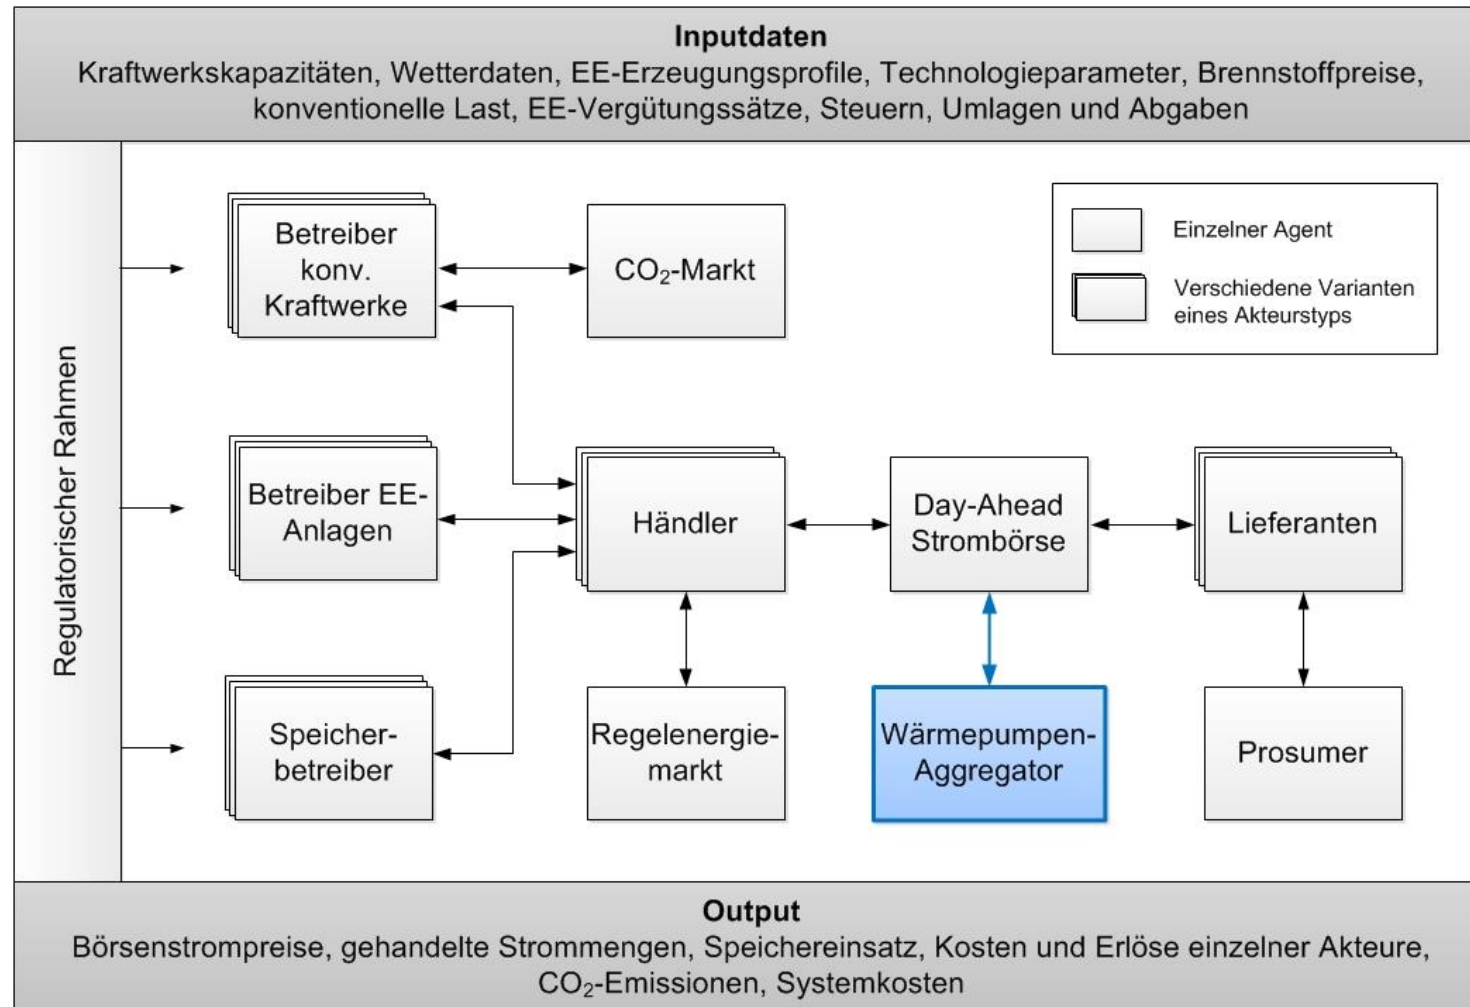 Inputdaten
Kraftwerkskapazitäten, Wetterdaten, EE-Erzeugungsprofile, Technologieparameter, Brennstoffpreise,
konventionelle Last, EE-Vergütungssätze, Steuern, Umlagen und Abgaben
Regulatorischer Rahmen
Betreiber
konv.
Kraftwerke
CO₂-Markt
Einzelner Agent
Verschiedene Varianten
eines Akteurstyps
Betreiber EE-
Anlagen
Händler
Day-Ahead
Strombörse
Lieferanten
Speicher-
betreiber
Regelenergie-
markt
Wärmepumpen-
Aggregator
Prosumer
Output
Börsenstrompreise, gehandelte Strommengen, Speichereinsatz, Kosten und Erlöse einzelner Akteure,
CO₂-Emissionen, Systemkosten